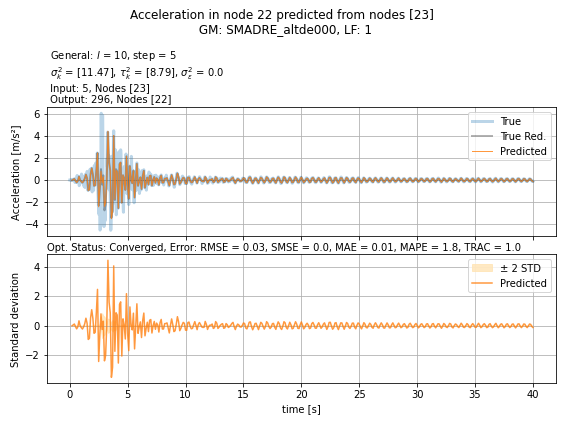 Acceleration in node 22 predicted from nodes [23]
GM: SMADRE_altde000, LF: 1
General: l = 10, step = 5
σ²ₖ = [11.47], τ²ₖ = [8.79], σ²ε = 0.0
Input: 5, Nodes [23]
Output: 296, Nodes [22]
Acceleration [m/s²]
6
4
2
0
−2
−4
True
True Red.
Predicted
Opt. Status: Converged, Error: RMSE = 0.03, SMSE = 0.0, MAE = 0.01, MAPE = 1.8, TRAC = 1.0
Standard deviation
4
2
0
−2
± 2 STD
Predicted
0 5 10 15 20 25 30 35 40
time [s]